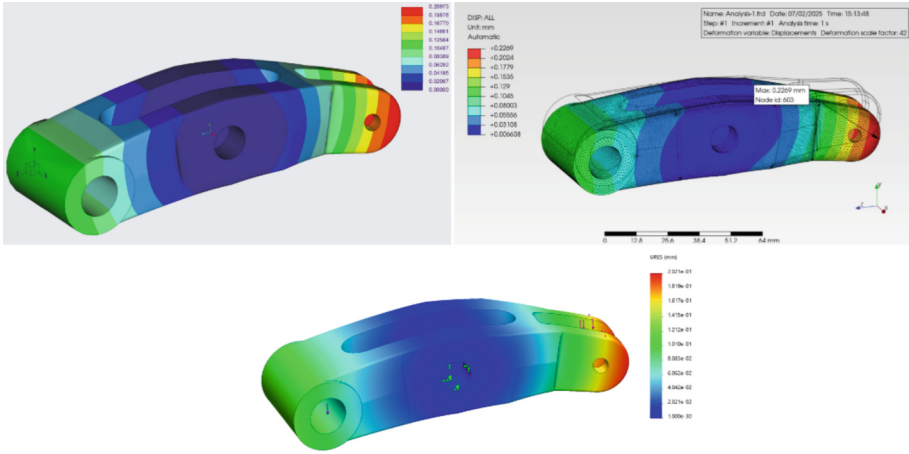 0.20973
0.18876
0.16779
0.14681
0.12584
0.10487
0.08389
0.06292
0.04195
0.02097
0.00000
DISP: ALL
Unit: mm
Automatic
+0.2269
+0.2024
+0.1779
+0.1535
+0.129
+0.1045
+0.08003
+0.05556
+0.03108
+0.006608
Name: Analysis-1.frd Date: 07/02/2025 Time: 15:13:48
Step: #1 Increment: #1 Analysis time: 1 s
Deformation variable: Displacements Deformation scale factor: 42
Max: 0.2269 mm
Node id: 603
0 12.8 25.6 38.4 51.2 64 mm
URES (mm)
2.021e-01
1.819e-01
1.617e-01
1.415e-01
1.212e-01
1.010e-01
8.083e-02
6.062e-02
4.042e-02
2.021e-02
1.000e-30